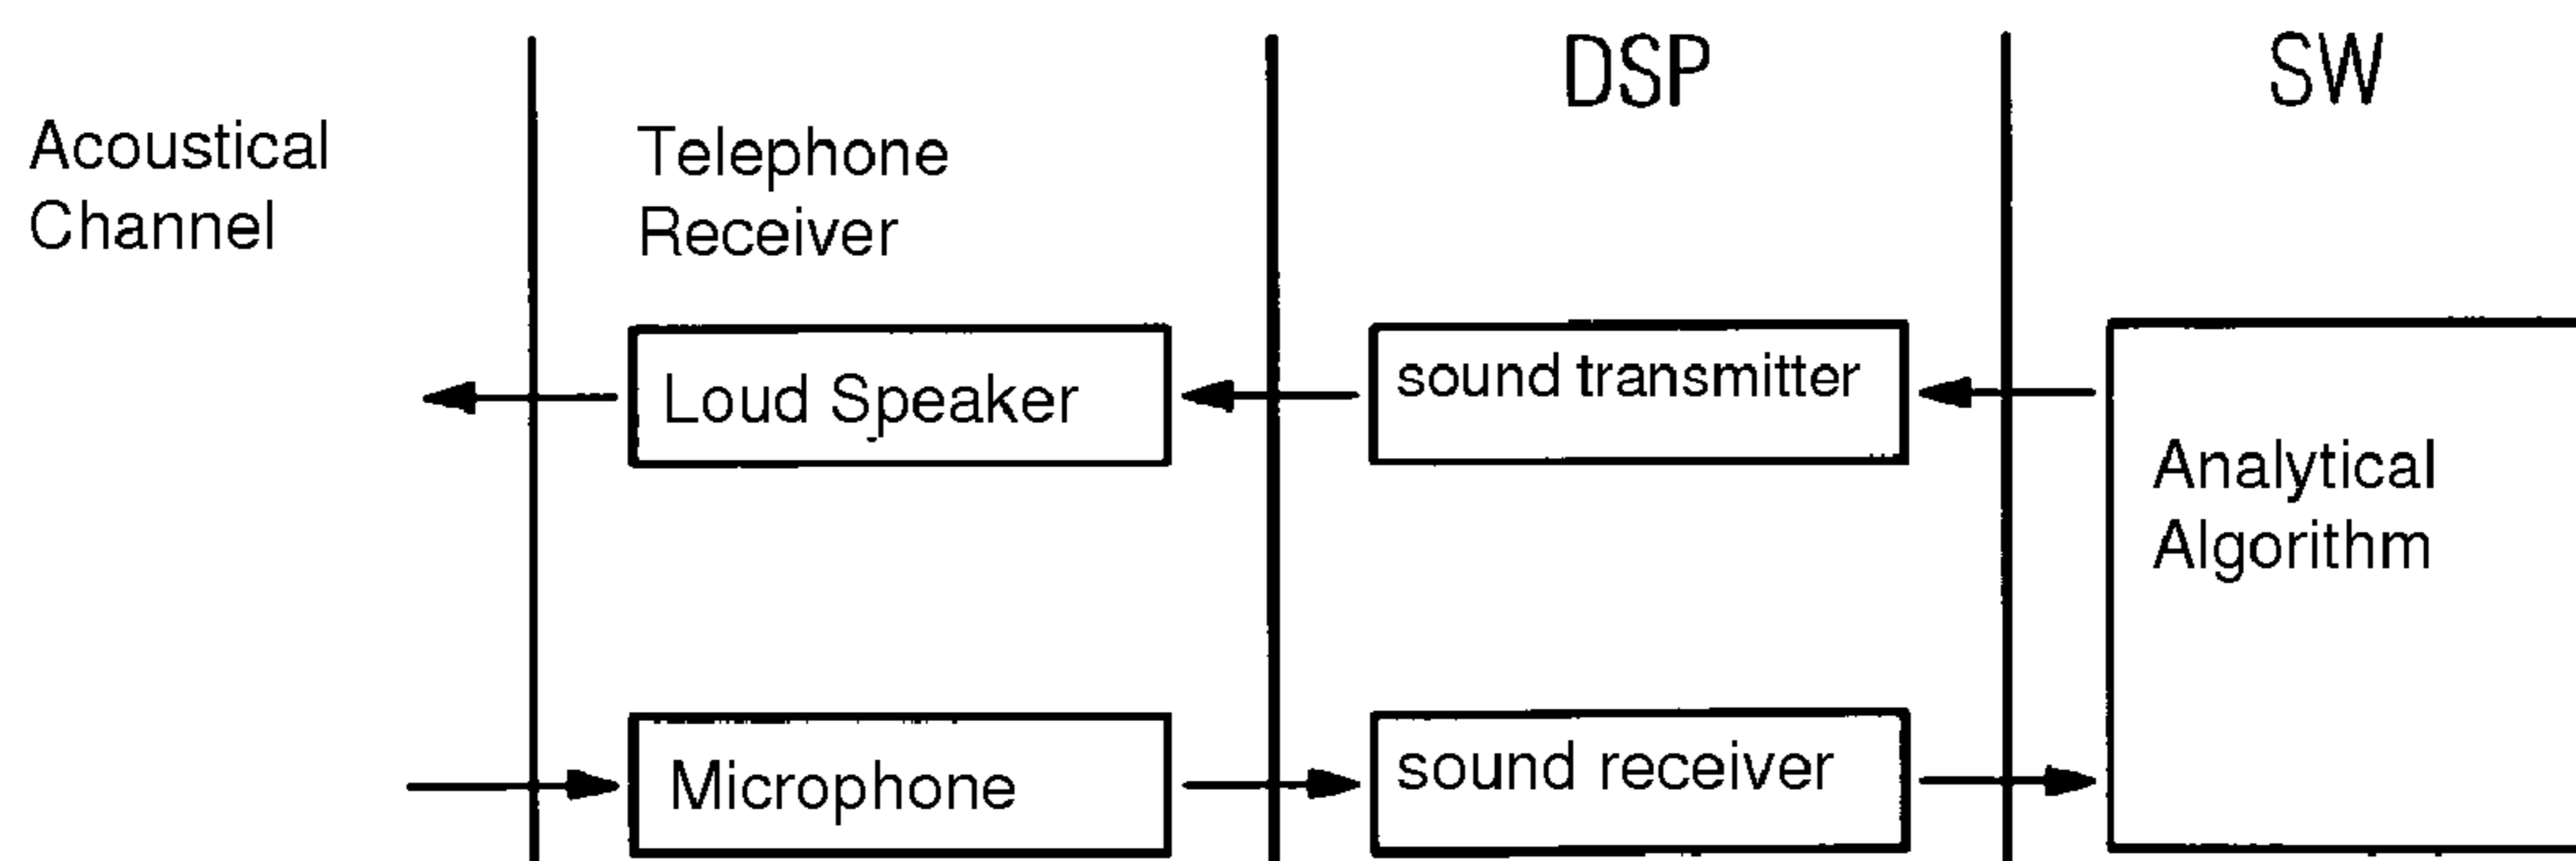 Acoustical
Channel
Telephone
Receiver
DSP
SW
Loud Speaker
sound transmitter
Analytical
Algorithm
Microphone
sound receiver